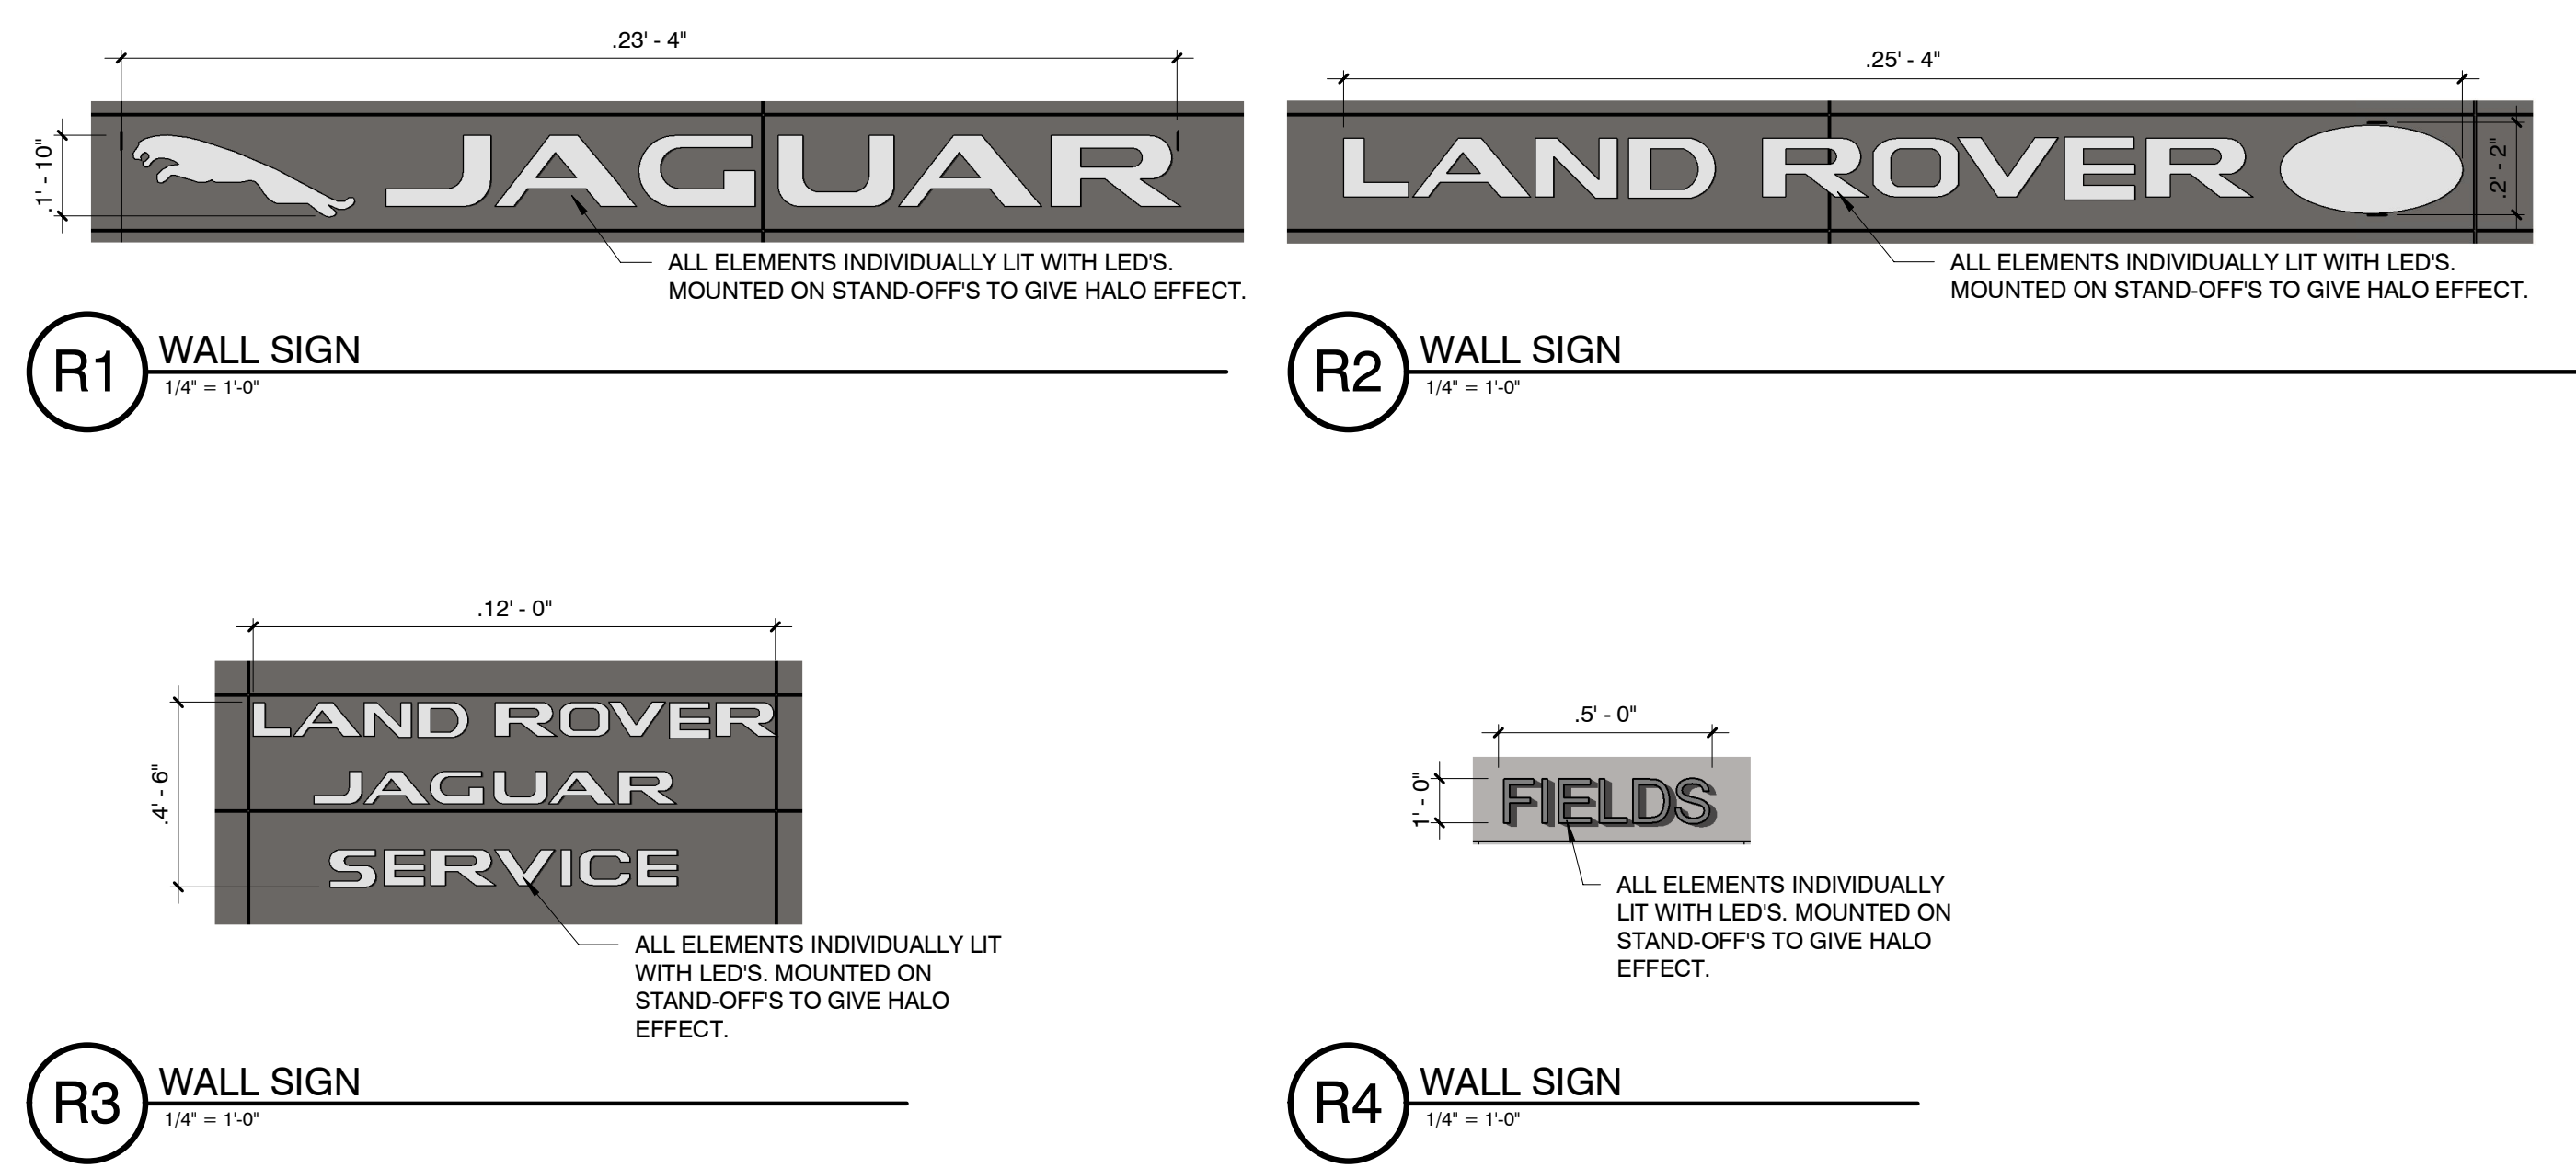 .23' - 4"
.1' - 10"
JAGUAR
ALL ELEMENTS INDIVIDUALLY LIT WITH LED'S.
MOUNTED ON STAND-OFF'S TO GIVE HALO EFFECT.
R1
WALL SIGN
1/4" = 1'-0"
.25' - 4"
LAND ROVER
.2' - 2"
ALL ELEMENTS INDIVIDUALLY LIT WITH LED'S.
MOUNTED ON STAND-OFF'S TO GIVE HALO EFFECT.
R2
WALL SIGN
1/4" = 1'-0"
.12' - 0"
.4' - 6"
LAND ROVER
JAGUAR
SERVICE
ALL ELEMENTS INDIVIDUALLY LIT
WITH LED'S. MOUNTED ON
STAND-OFF'S TO GIVE HALO
EFFECT.
R3
WALL SIGN
1/4" = 1'-0"
.5' - 0"
1' - 0"
FIELDS
ALL ELEMENTS INDIVIDUALLY
LIT WITH LED'S. MOUNTED ON
STAND-OFF'S TO GIVE HALO
EFFECT.
R4
WALL SIGN
1/4" = 1'-0"